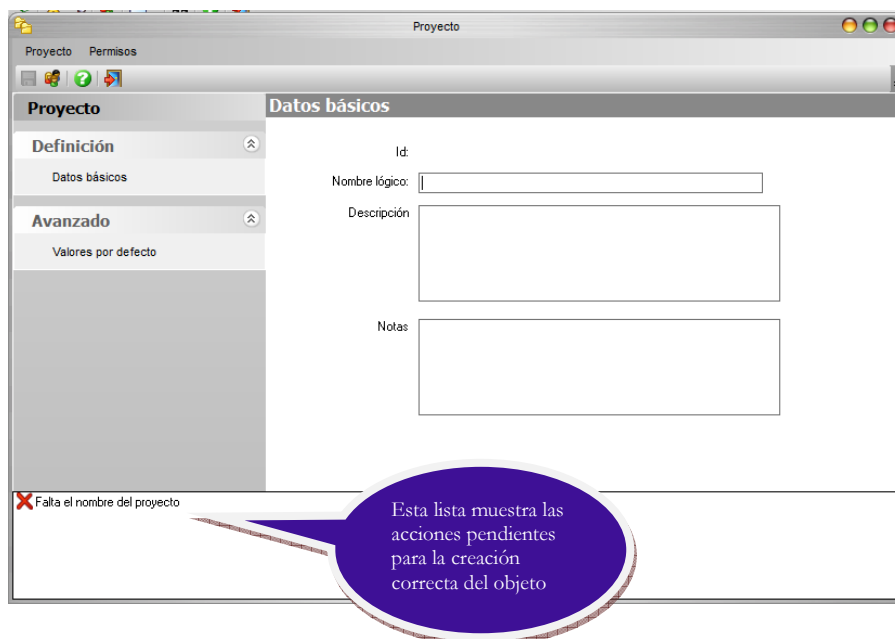 Proyecto
Proyecto Permisos
Proyecto
Datos básicos
Definición
Datos básicos
Avanzado
Valores por defecto
Id:
Nombre lógico:
Descripción
Notas
Falta el nombre del proyecto
Esta lista muestra las
acciones pendientes
para la creación
correcta del objeto